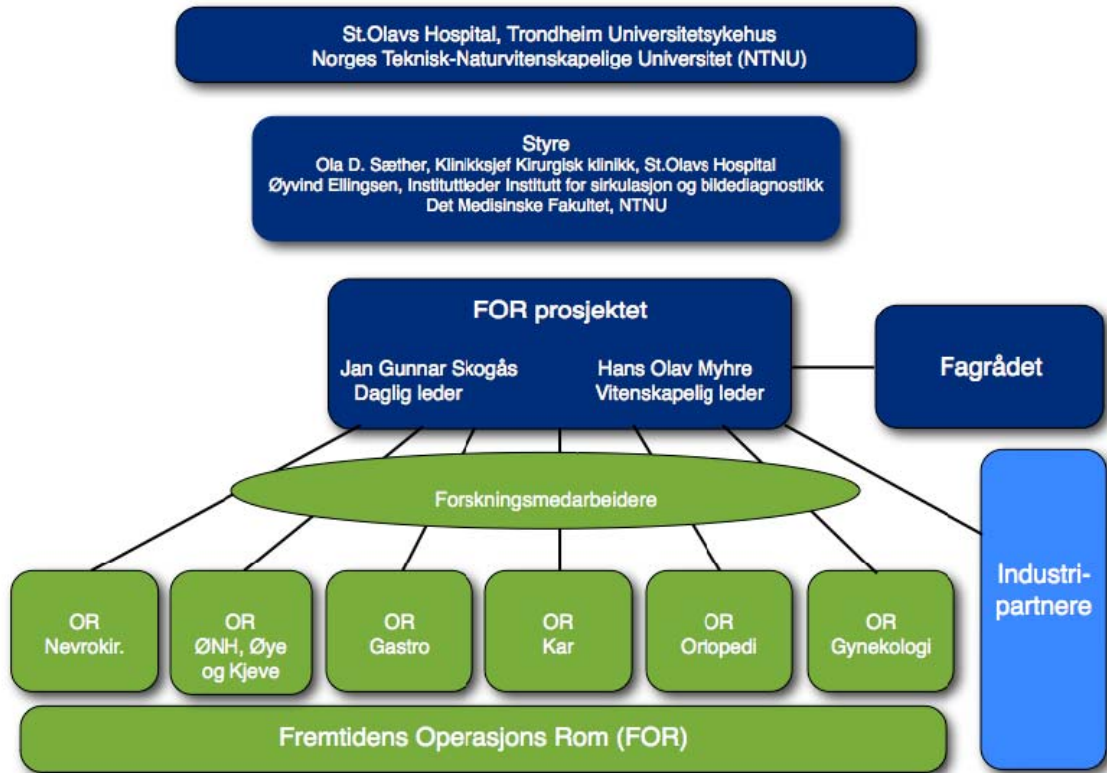 St.Olavs Hospital, Trondheim Universitetsykehus
Norges Teknisk-Naturvitenskapelige Universitet (NTNU)
Styre
Ola D. Sæther, Klinikksjef Kirurgisk klinikk, St.Olavs Hospital
Øyvind Ellingsen, Instituttleder Institutt for sirkulasjon og bildediagnostikk
Det Medisinske Fakultet, NTNU
FOR prosjektet
Jan Gunnar Skogås
Daglig leder
Hans Olav Myhre
Vitenskapelig leder
Fagrådet
Forskningsmedarbeidere
OR
Nevrokir.
OR
ØNH, Øye
og Kjeve
OR
Gastro
OR
Kar
OR
Ortopedi
OR
Gynekologi
Industri-
partnere
Fremtidens Operasjons Rom (FOR)